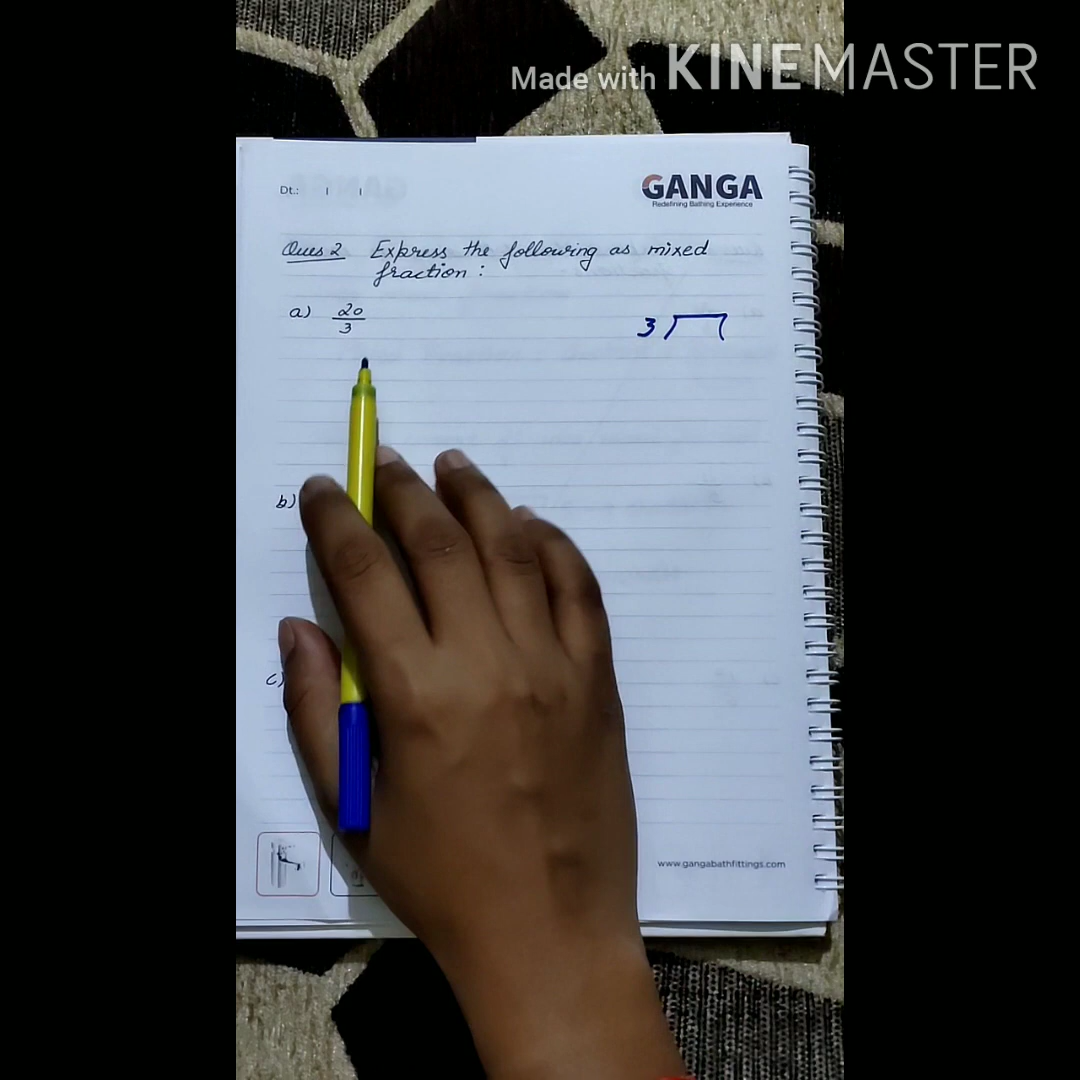 Made with KINEMASTER
Dt.: | |
GANGA
Redefining Bathing Experience
Ques 2 Express the following as mixed
fraction :
a) 20/3
3
b)
c)
www.gangabathfittings.com